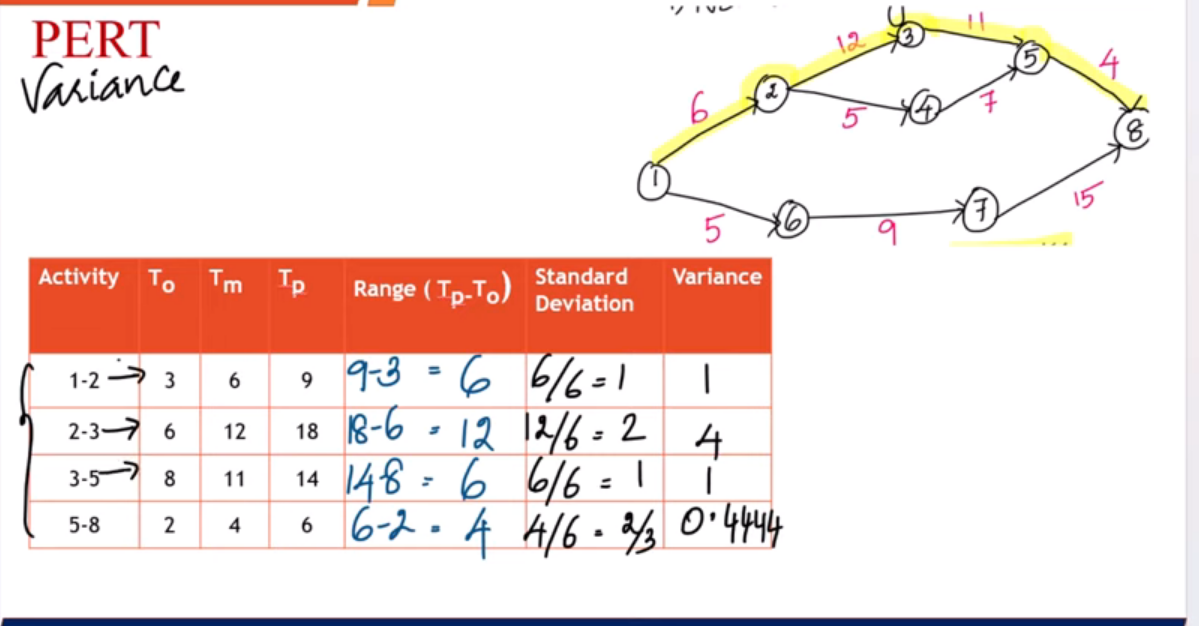 PERT
Variance
1
6
2
12
3
11
5
4
8
5
4
7
5
6
9
7
15
Activity To Tm Tp Range (Tp-To) Standard Deviation Variance
1-2 → 3 6 9 9-3 = 6 6/6 = 1 1
2-3 → 6 12 18 18-6 = 12 12/6 = 2 4
3-5 → 8 11 14 14-8 = 6 6/6 = 1 1
5-8 2 4 6 6-2 = 4 4/6 = 2/3 0.4444